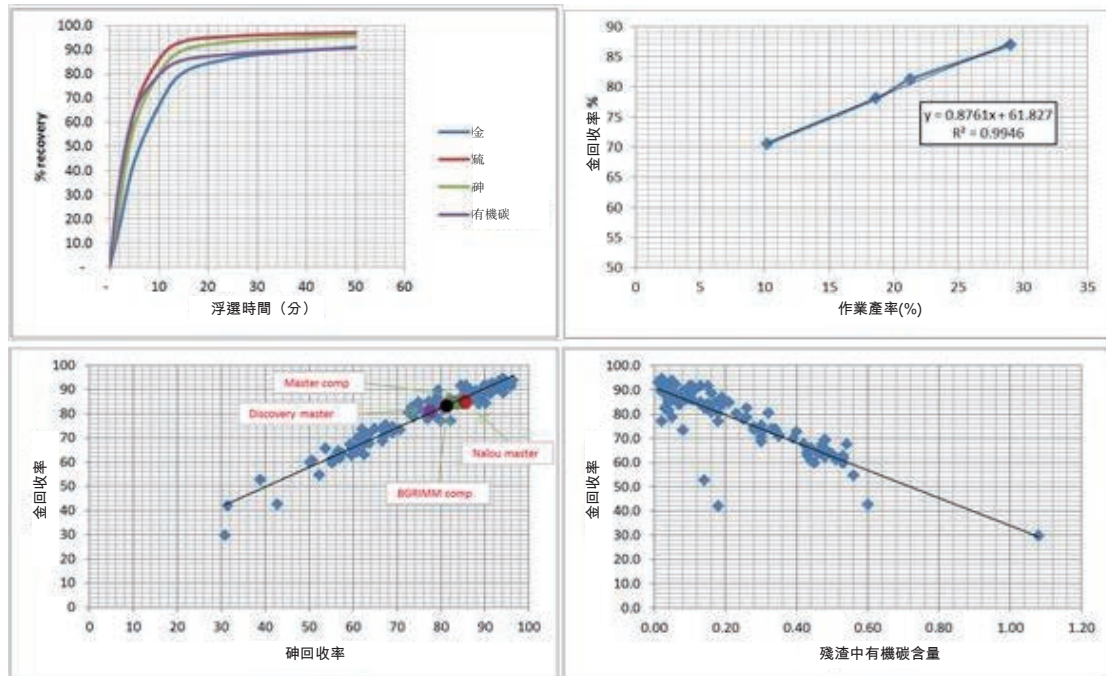 100.0
90.0
80.0
70.0
60.0
50.0
40.0
30.0
20.0
10.0
-
% recovery
- 10 20 30 40 50 60
浮選時間（分）
金
硫
砷
有機碳
90
85
80
75
70
65
60
55
50
金回收率 %
0 5 10 15 20 25 30 35
作業產率(%)
y = 0.8761x + 61.827
R² = 0.9946
100
90
80
70
60
50
40
30
20
10
0
金回收率
0 10 20 30 40 50 60 70 80 90 100
砷回收率
Master comp
Discovery master
Nalou master
BGRIMM comp
100.0
90.0
80.0
70.0
60.0
50.0
40.0
30.0
20.0
10.0
0.0
金回收率
0.00 0.20 0.40 0.60 0.80 1.00 1.20
殘渣中有機碳含量